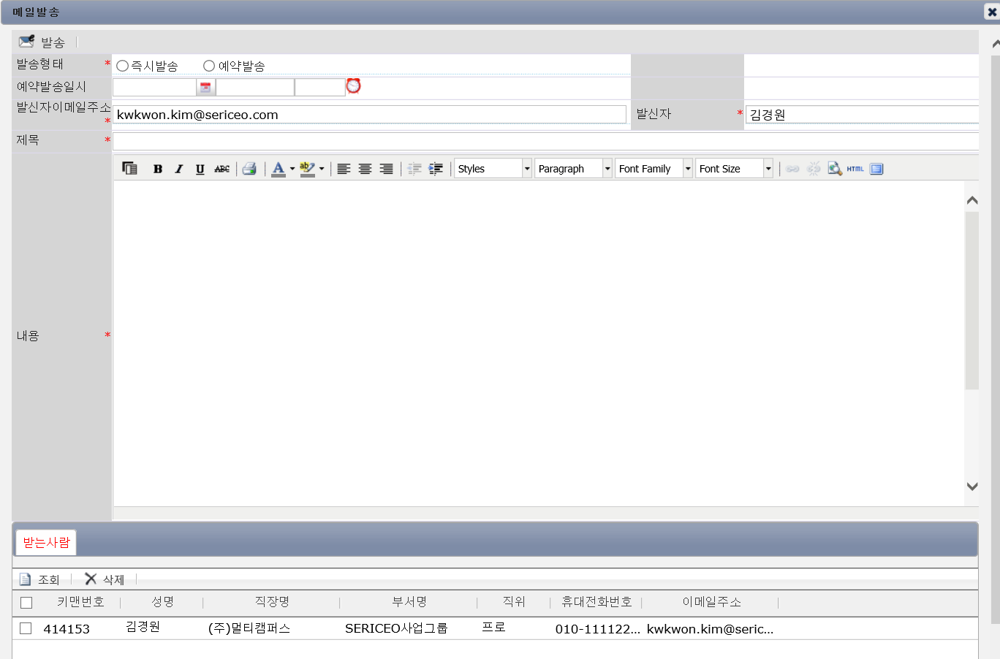 메일발송
발송
발송형태 * 즉시발송 예약발송
예약발송일시
발신자이메일주소 * kwkwon.kim@sericeo.com 발신자 * 김경원
제목 *
B I U ABC A ab Styles Paragraph Font Family Font Size HTML
내용 *
받는사람
조회 삭제
키맨번호 성명 직장명 부서명 직위 휴대전화번호 이메일주소
414153 김경원 (주)멀티캠퍼스 SERICEO사업그룹 프로 010-111122... kwkwon.kim@seric...